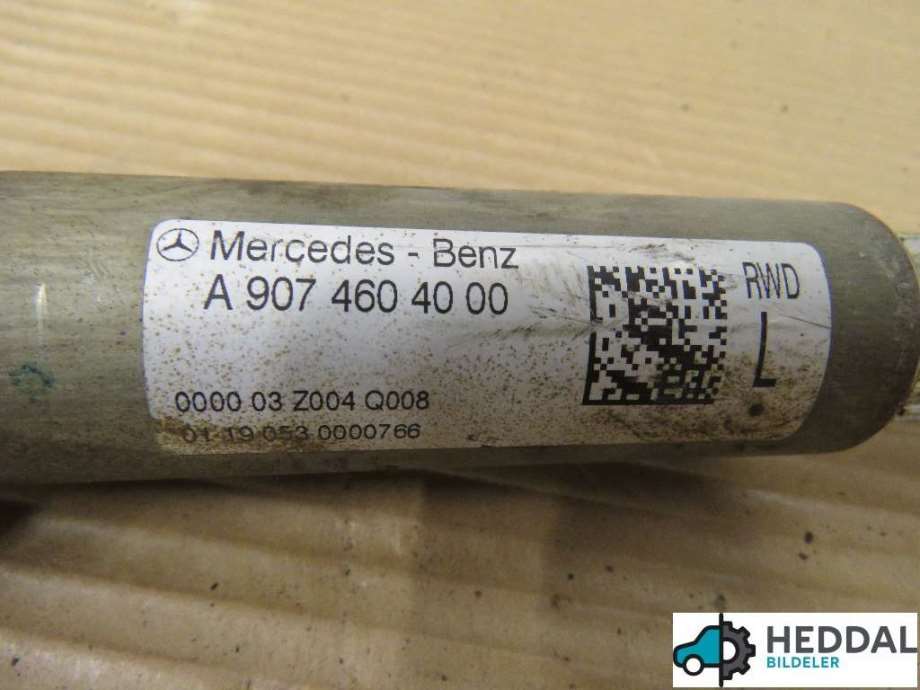 Mercedes - Benz
A 907 460 40 00
RWD
L
0000 03 Z004 Q008
01 19 053 0000766
HEDDAL
BILDELER